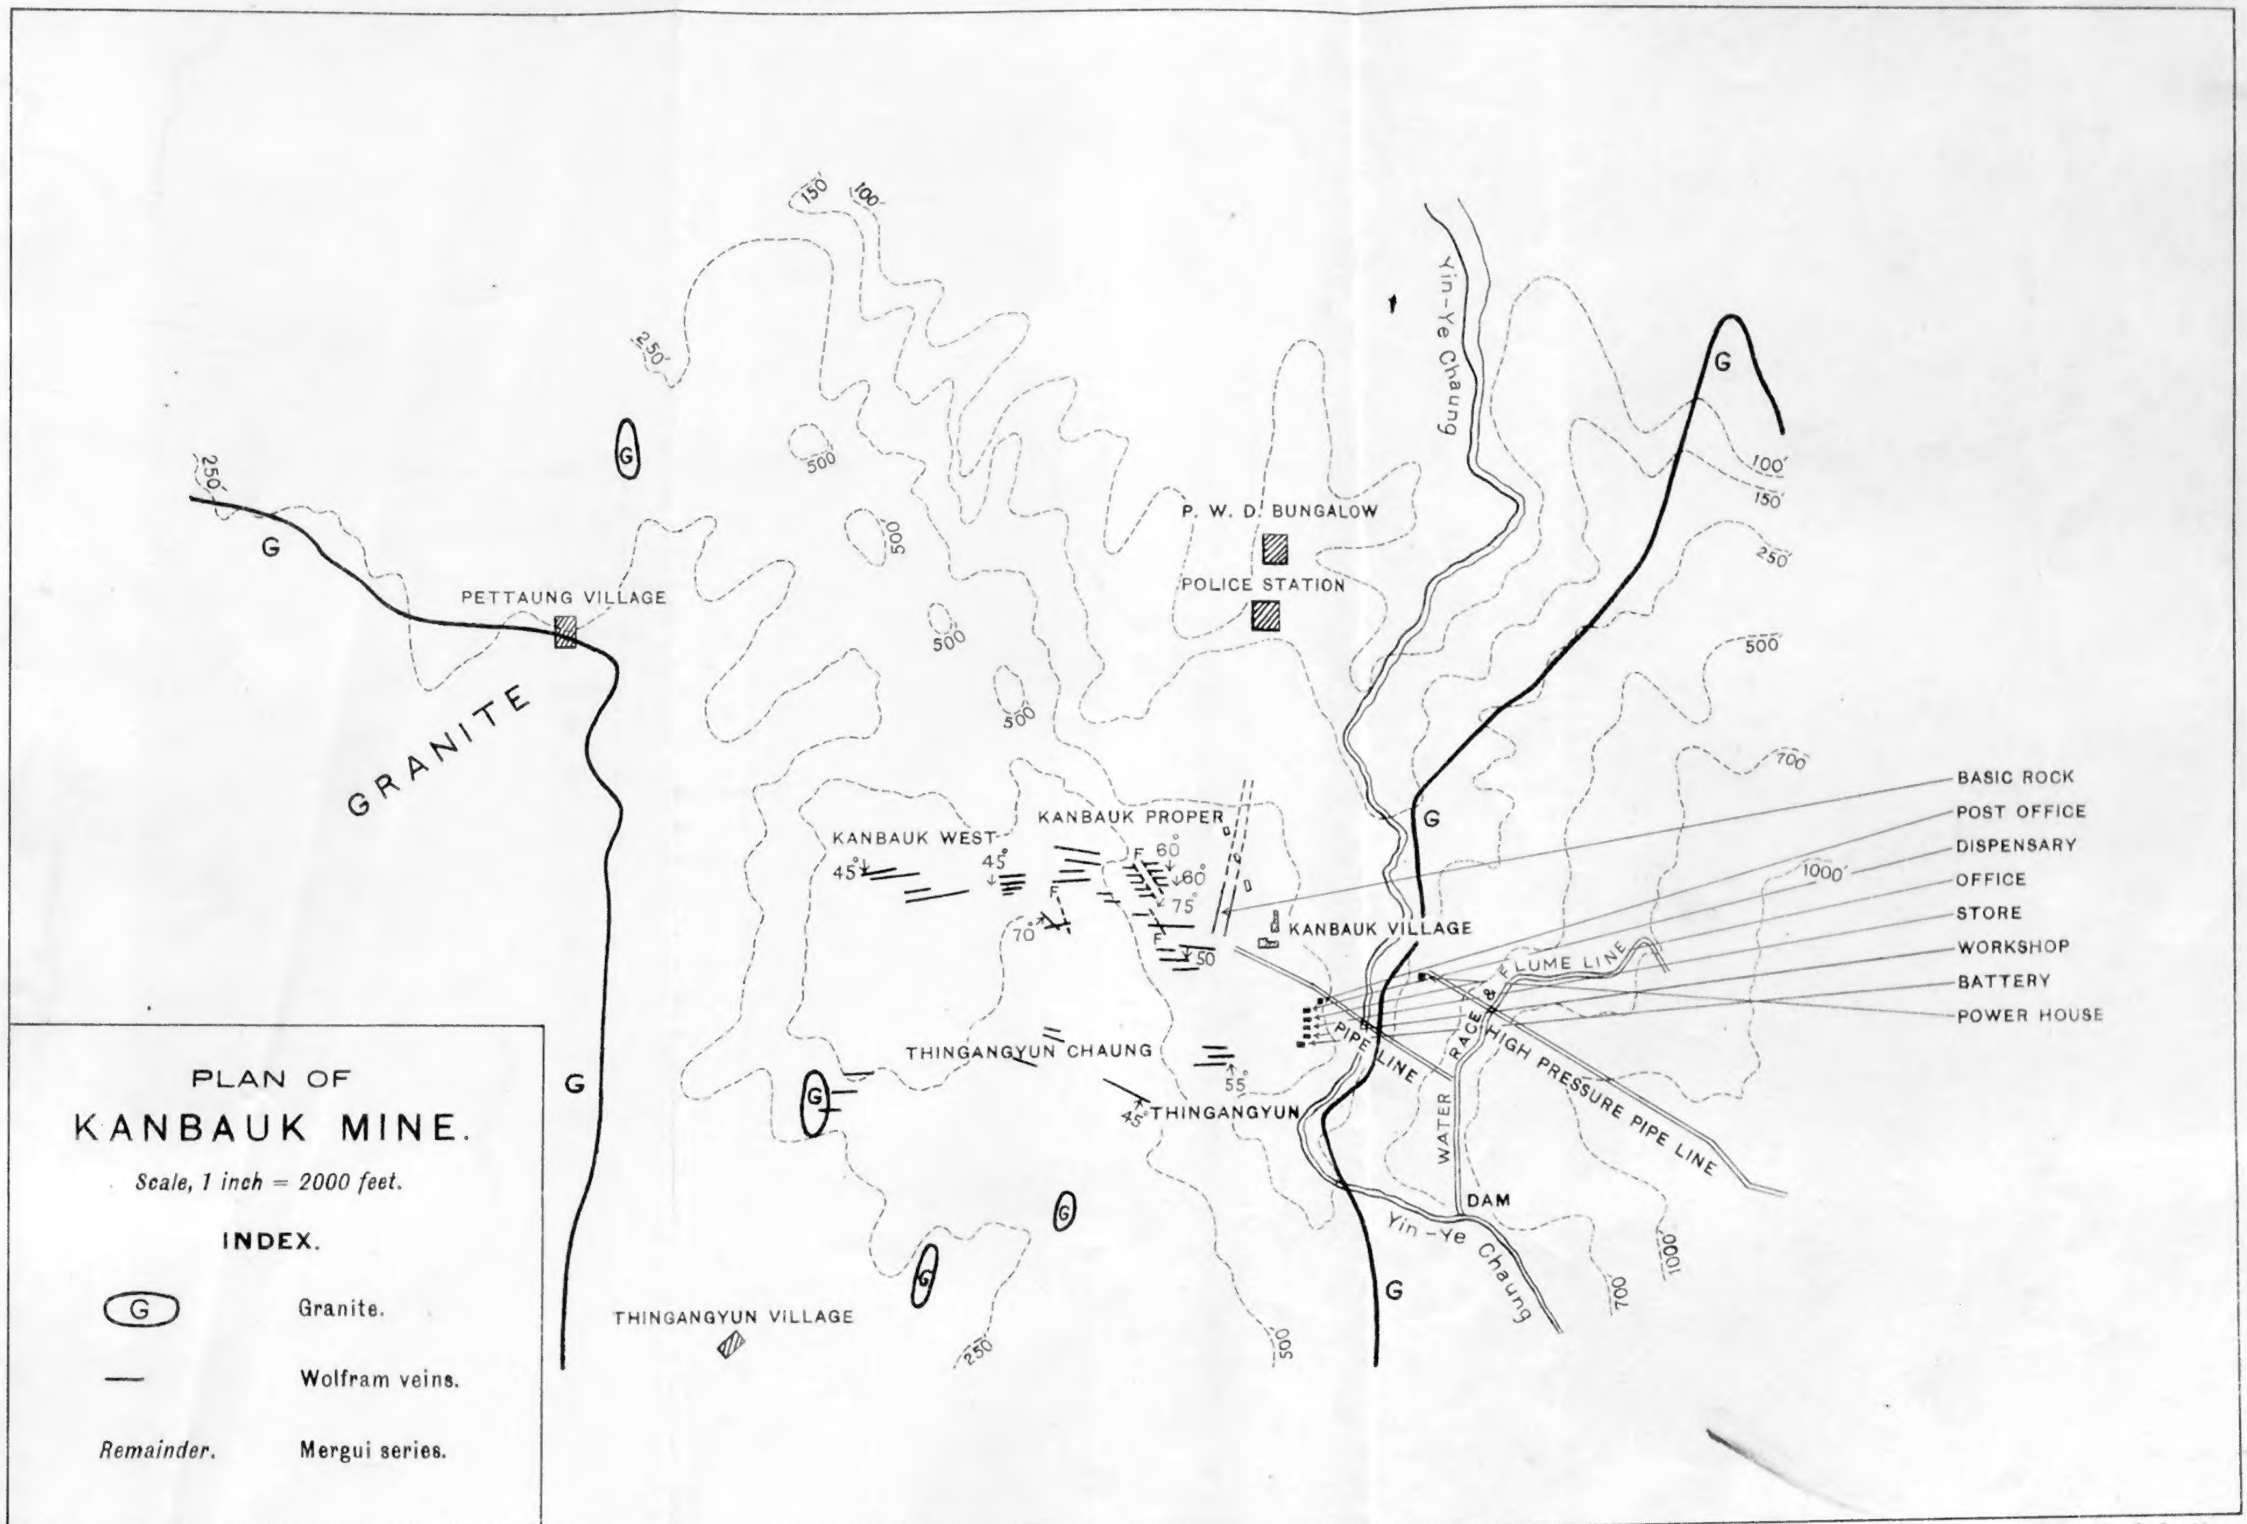 150'
100'
250'
Yin-Ye Chaung
G
G
250'
500
100'
150'
P. W. D. BUNGALOW
500
250'
G
POLICE STATION
PETTAUNG VILLAGE
500
500
500
GRANITE
700
BASIC ROCK
POST OFFICE
DISPENSARY
OFFICE
STORE
WORKSHOP
BATTERY
POWER HOUSE
1000'
KANBAUK PROPER
G
KANBAUK WEST
45°
45°
F
60°
60°
75°
F
70°
F
50
KANBAUK VILLAGE
WATER RACE & FLUME LINE
PIPE LINE
HIGH PRESSURE PIPE LINE
THINGANGYUN CHAUNG
55°
G
G
45°
THINGANGYUN
DAM
Yin-Ye Chaung
G
G
G
1000'
700
500
250
THINGANGYUN VILLAGE
PLAN OF
KANBAUK MINE.
Scale, 1 inch = 2000 feet.
INDEX.
G Granite.
Wolfram veins.
Remainder. Mergui series.